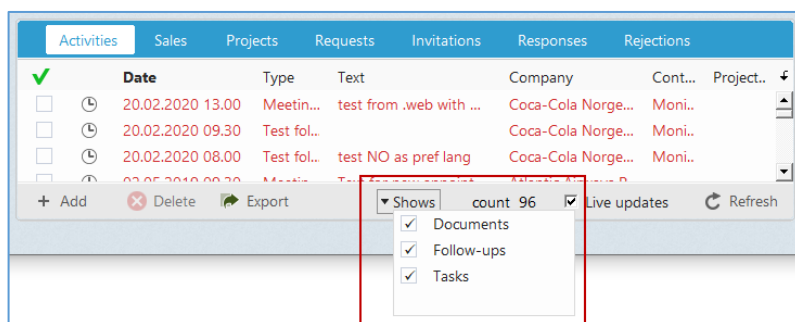 Activities Sales Projects Requests Invitations Responses Rejections
Date Type Text Company Cont... Project..
20.02.2020 13.00 Meetin... test from .web with ... Coca-Cola Norge... Moni..
20.02.2020 09.30 Test fol... Coca-Cola Norge... Moni..
20.02.2020 08.00 Test fol... test NO as pref lang Coca-Cola Norge... Moni..
+ Add Delete Export Shows count 96 Live updates Refresh
Documents
Follow-ups
Tasks